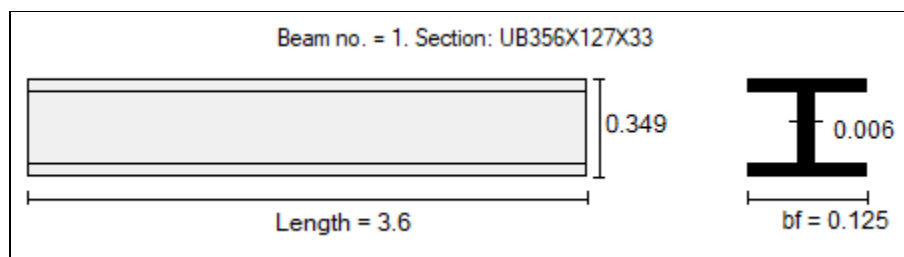 Beam no. = 1. Section: UB356X127X33
0.349
0.006
Length = 3.6
bf = 0.125